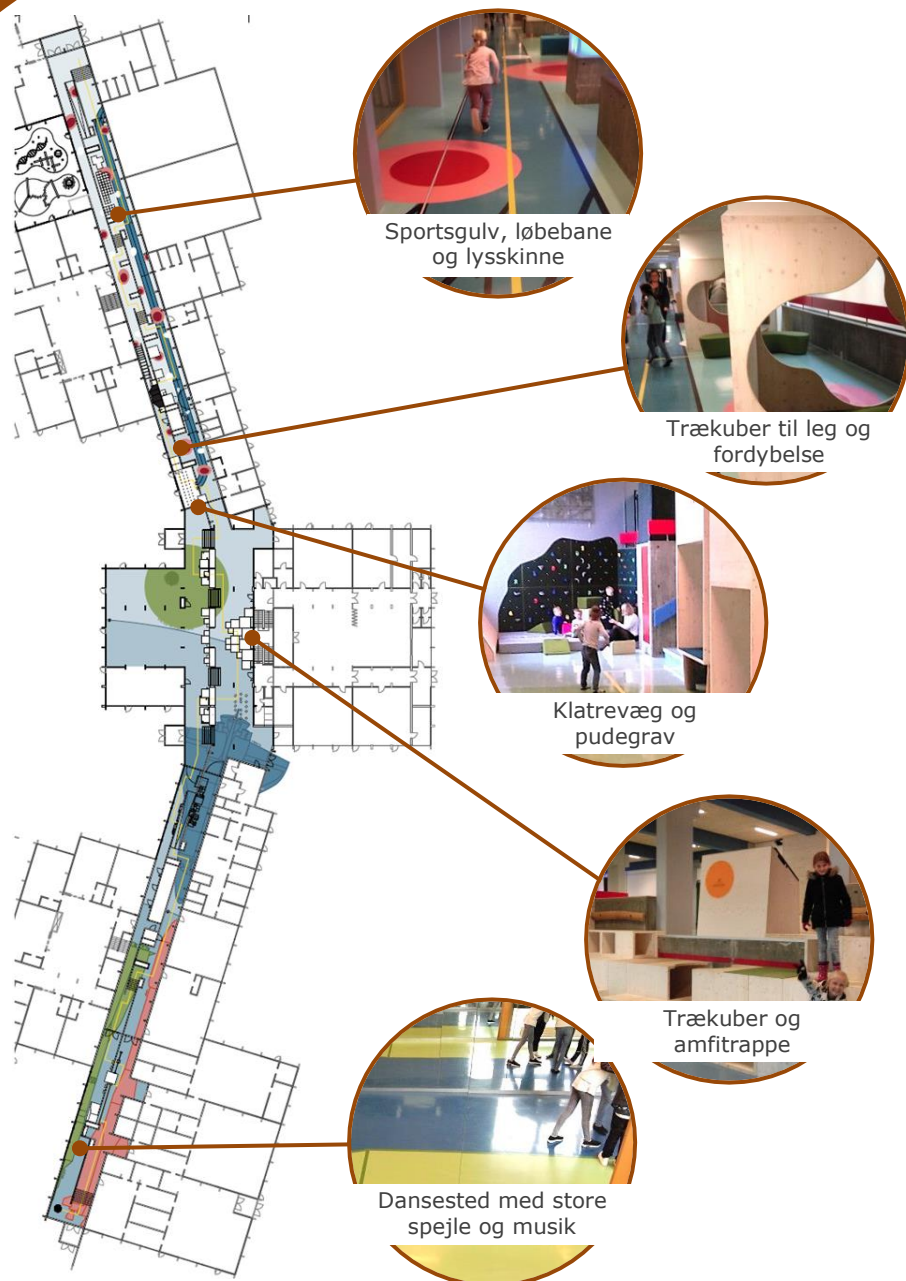 Sportsgulv, løbebane
og lysskinne
Trækuber til leg og
fordybelse
Klatrevæg og
pudegrav
Trækuber og
amfitrappe
Dansested med store
spejle og musik